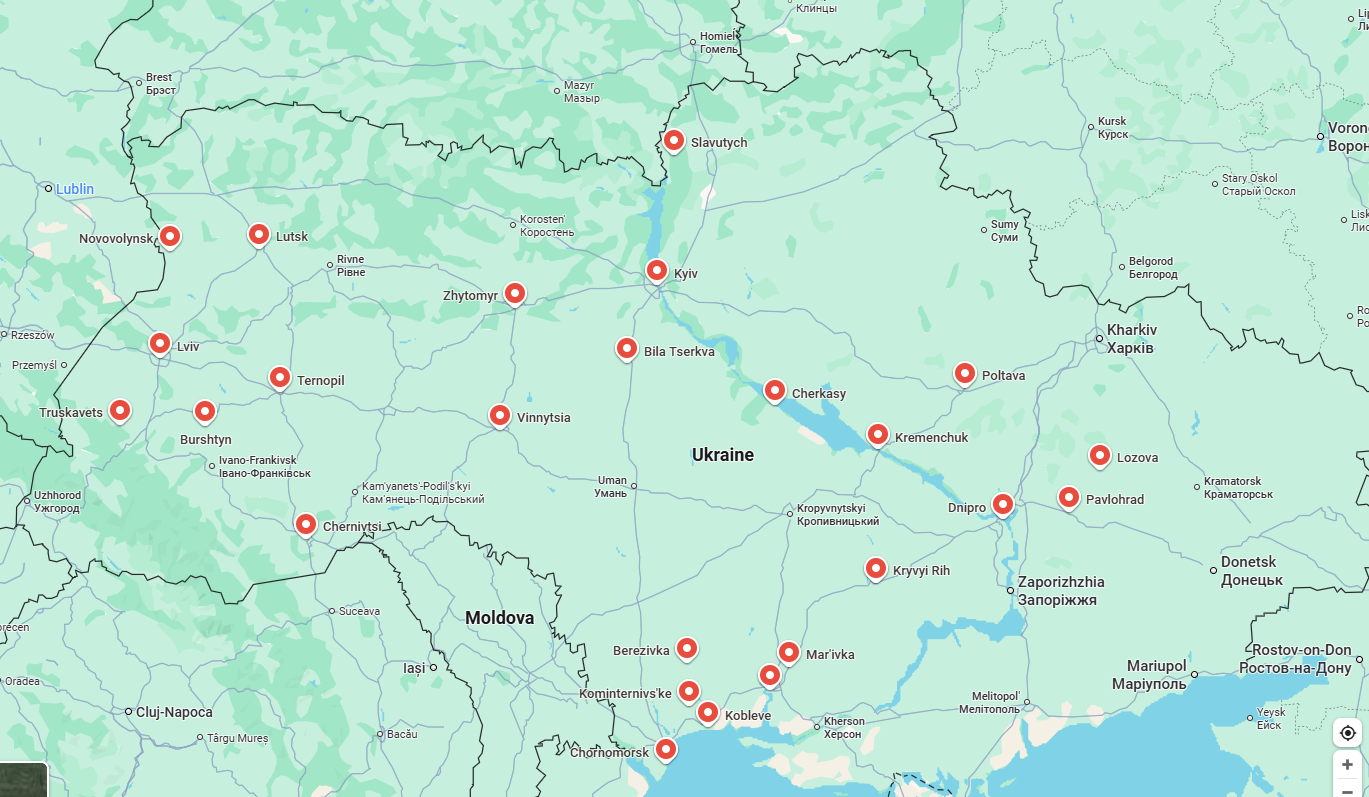 Клинцы
Homiel'
Гомель
Brest
Брэст
Mazyr
Мазыр
Kursk
Курск
Slavutych
Stary Oskol
Старый Оскол
Lublin
Korosten'
Коростень
Sumy
Суми
Novovolynsk
Lutsk
Rivne
Рівне
Belgorod
Белгород
Kyiv
Zhytomyr
Rzeszów
Kharkiv
Харків
Lviv
Bila Tserkva
Przemyśl
Ternopil
Poltava
Cherkasy
Truskavets
Vinnytsia
Burshtyn
Kremenchuk
Ukraine
Lozova
Ivano-Frankivsk
Івано-Франківськ
Uman
Умань
Kramatorsk
Краматорськ
Kam'yanets'-Podil's'kyi
Кам'янець-Подільський
Uzhhorod
Ужгород
Pavlohrad
Dnipro
Kropyvnytskyi
Кропивницький
Chernivtsi
Donetsk
Донецьк
Kryvyi Rih
Zaporizhzhia
Запоріжжя
Suceava
Moldova
Berezivka
Mar'ivka
Iași
Rostov-on-Don
Ростов-на-Дону
Mariupol
Маріуполь
Oradea
Kominternivs'ke
Melitopol'
Мелітополь
Cluj-Napoca
Kobleve
Yeysk
Ейск
Târgu Mureș
Bacău
Kherson
Херсон
Chornomorsk